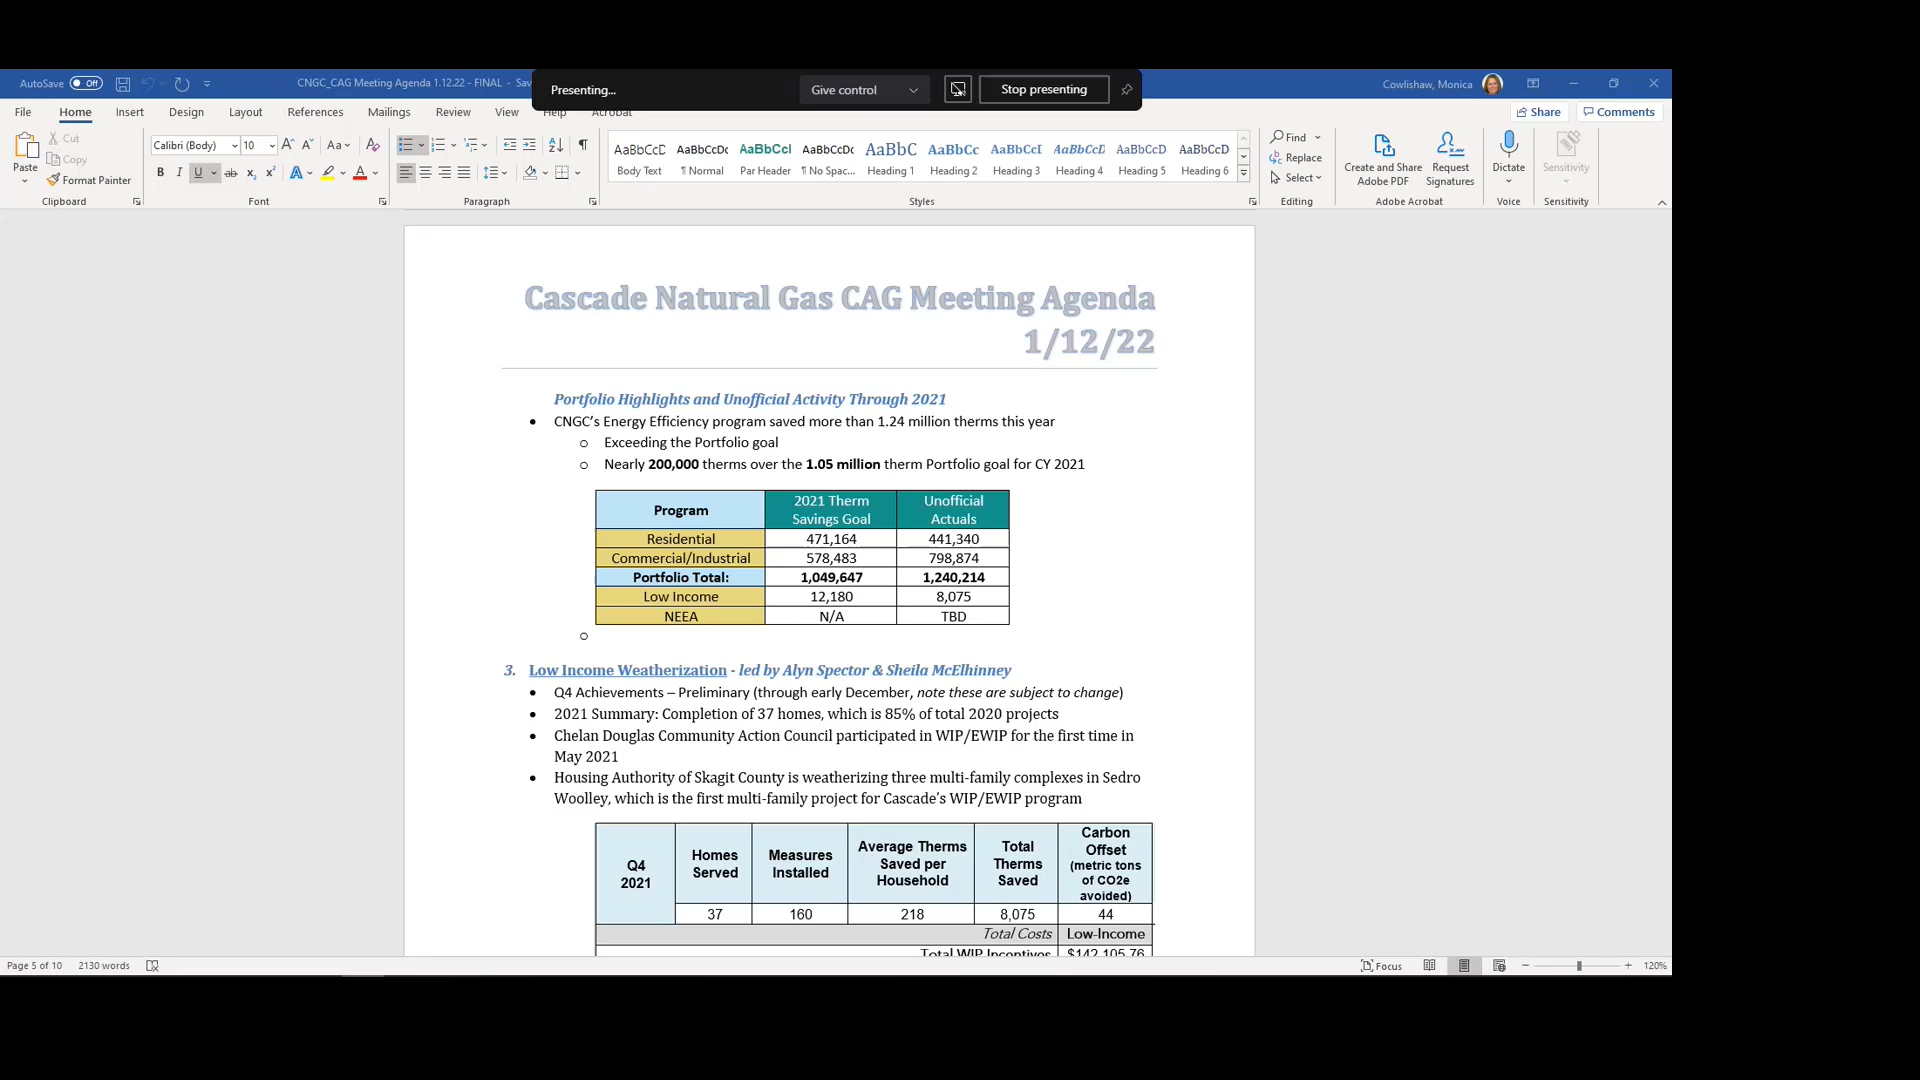 AutoSave Off
CNGC_CAG Meeting Agenda 1.12.22 - FINAL - Sav
Presenting...
Give control
Stop presenting
Cowlishaw, Monica
File Home Insert Design Layout References Mailings Review View Help Acrobat
Share Comments
Paste
Cut
Copy
Format Painter
Clipboard
Calibri (Body) 10
Font
Paragraph
AaBbCcD AaBbCcDc AaBbCcI AaBbCcDc AaBbC AaBbCc AaBbCcI AaBbCcD AaBbCcD AaBbCcD
Body Text ¶ Normal Par Header ¶ No Spac... Heading 1 Heading 2 Heading 3 Heading 4 Heading 5 Heading 6
Styles
Find
Replace
Select
Editing
Create and Share Adobe PDF
Request Signatures
Adobe Acrobat
Dictate
Voice
Sensitivity
Sensitivity
Cascade Natural Gas CAG Meeting Agenda
1/12/22
Portfolio Highlights and Unofficial Activity Through 2021
• CNGC’s Energy Efficiency program saved more than 1.24 million therms this year
o Exceeding the Portfolio goal
o Nearly 200,000 therms over the 1.05 million therm Portfolio goal for CY 2021
Program 2021 Therm Savings Goal Unofficial Actuals
Residential 471,164 441,340
Commercial/Industrial 578,483 798,874
Portfolio Total: 1,049,647 1,240,214
Low Income 12,180 8,075
NEEA N/A TBD
o
3. Low Income Weatherization - led by Alyn Spector & Sheila McElhinney
• Q4 Achievements – Preliminary (through early December, note these are subject to change)
• 2021 Summary: Completion of 37 homes, which is 85% of total 2020 projects
• Chelan Douglas Community Action Council participated in WIP/EWIP for the first time in
May 2021
• Housing Authority of Skagit County is weatherizing three multi-family complexes in Sedro
Woolley, which is the first multi-family project for Cascade’s WIP/EWIP program
Q4 2021 Homes Served Measures Installed Average Therms Saved per Household Total Therms Saved Carbon Offset (metric tons of CO2e avoided)
37 160 218 8,075 44
Total Costs Low-Income
Total WIP Incentives $142,105.76
Page 5 of 10 2130 words
Focus
120%